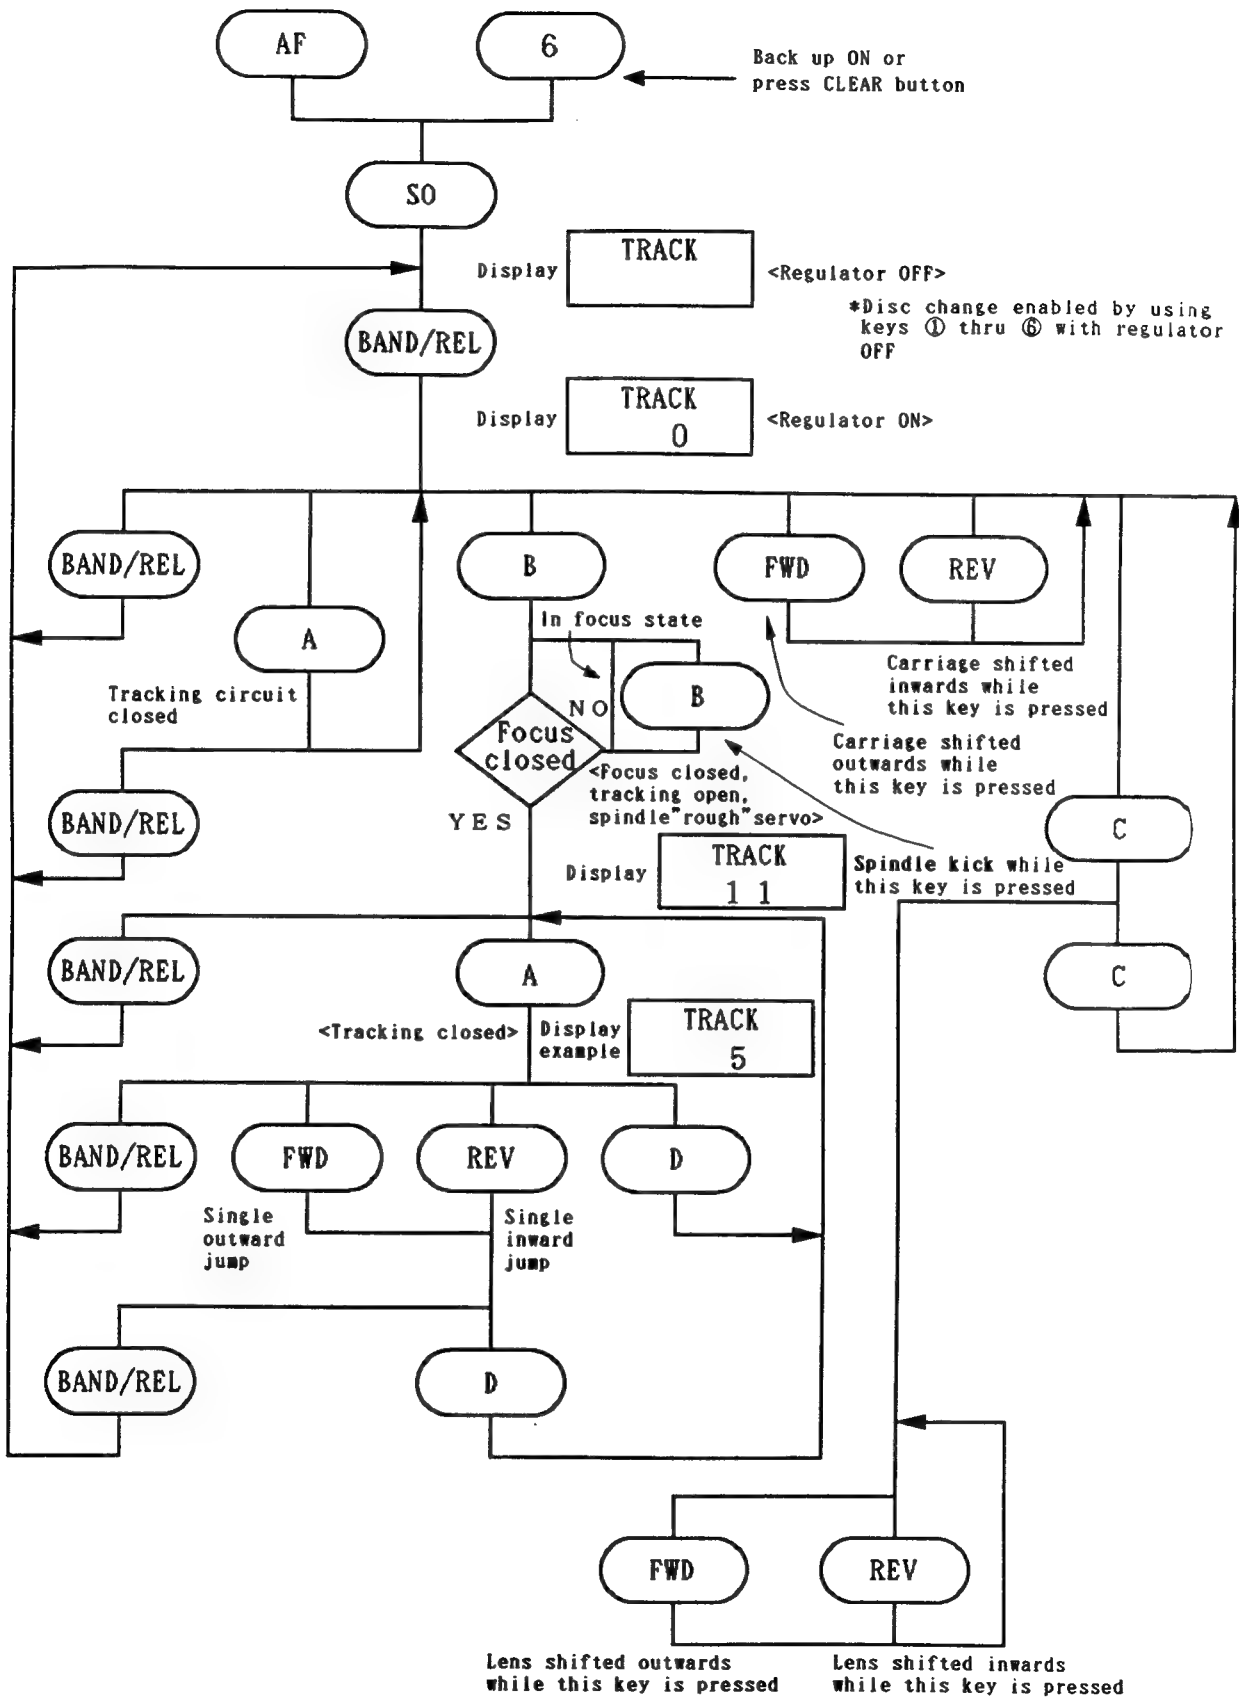 AF
6
Back up ON or
press CLEAR button
SO
Display
TRACK
<Regulator OFF>
*Disc change enabled by using
keys ① thru ⑥ with regulator
OFF
BAND/REL
Display
TRACK
0
<Regulator ON>
BAND/REL
A
Tracking circuit
closed
BAND/REL
B
In focus state
NO
B
Focus
closed
YES
<Focus closed,
tracking open,
spindle"rough"servo>
FWD
REV
Carriage shifted
inwards while
this key is pressed
Carriage shifted
outwards while
this key is pressed
Display
TRACK
1 1
Spindle kick while
this key is pressed
C
C
BAND/REL
A
<Tracking closed>
Display
example
TRACK
5
BAND/REL
FWD
REV
D
Single
outward
jump
Single
inward
jump
BAND/REL
D
FWD
REV
Lens shifted outwards
while this key is pressed
Lens shifted inwards
while this key is pressed